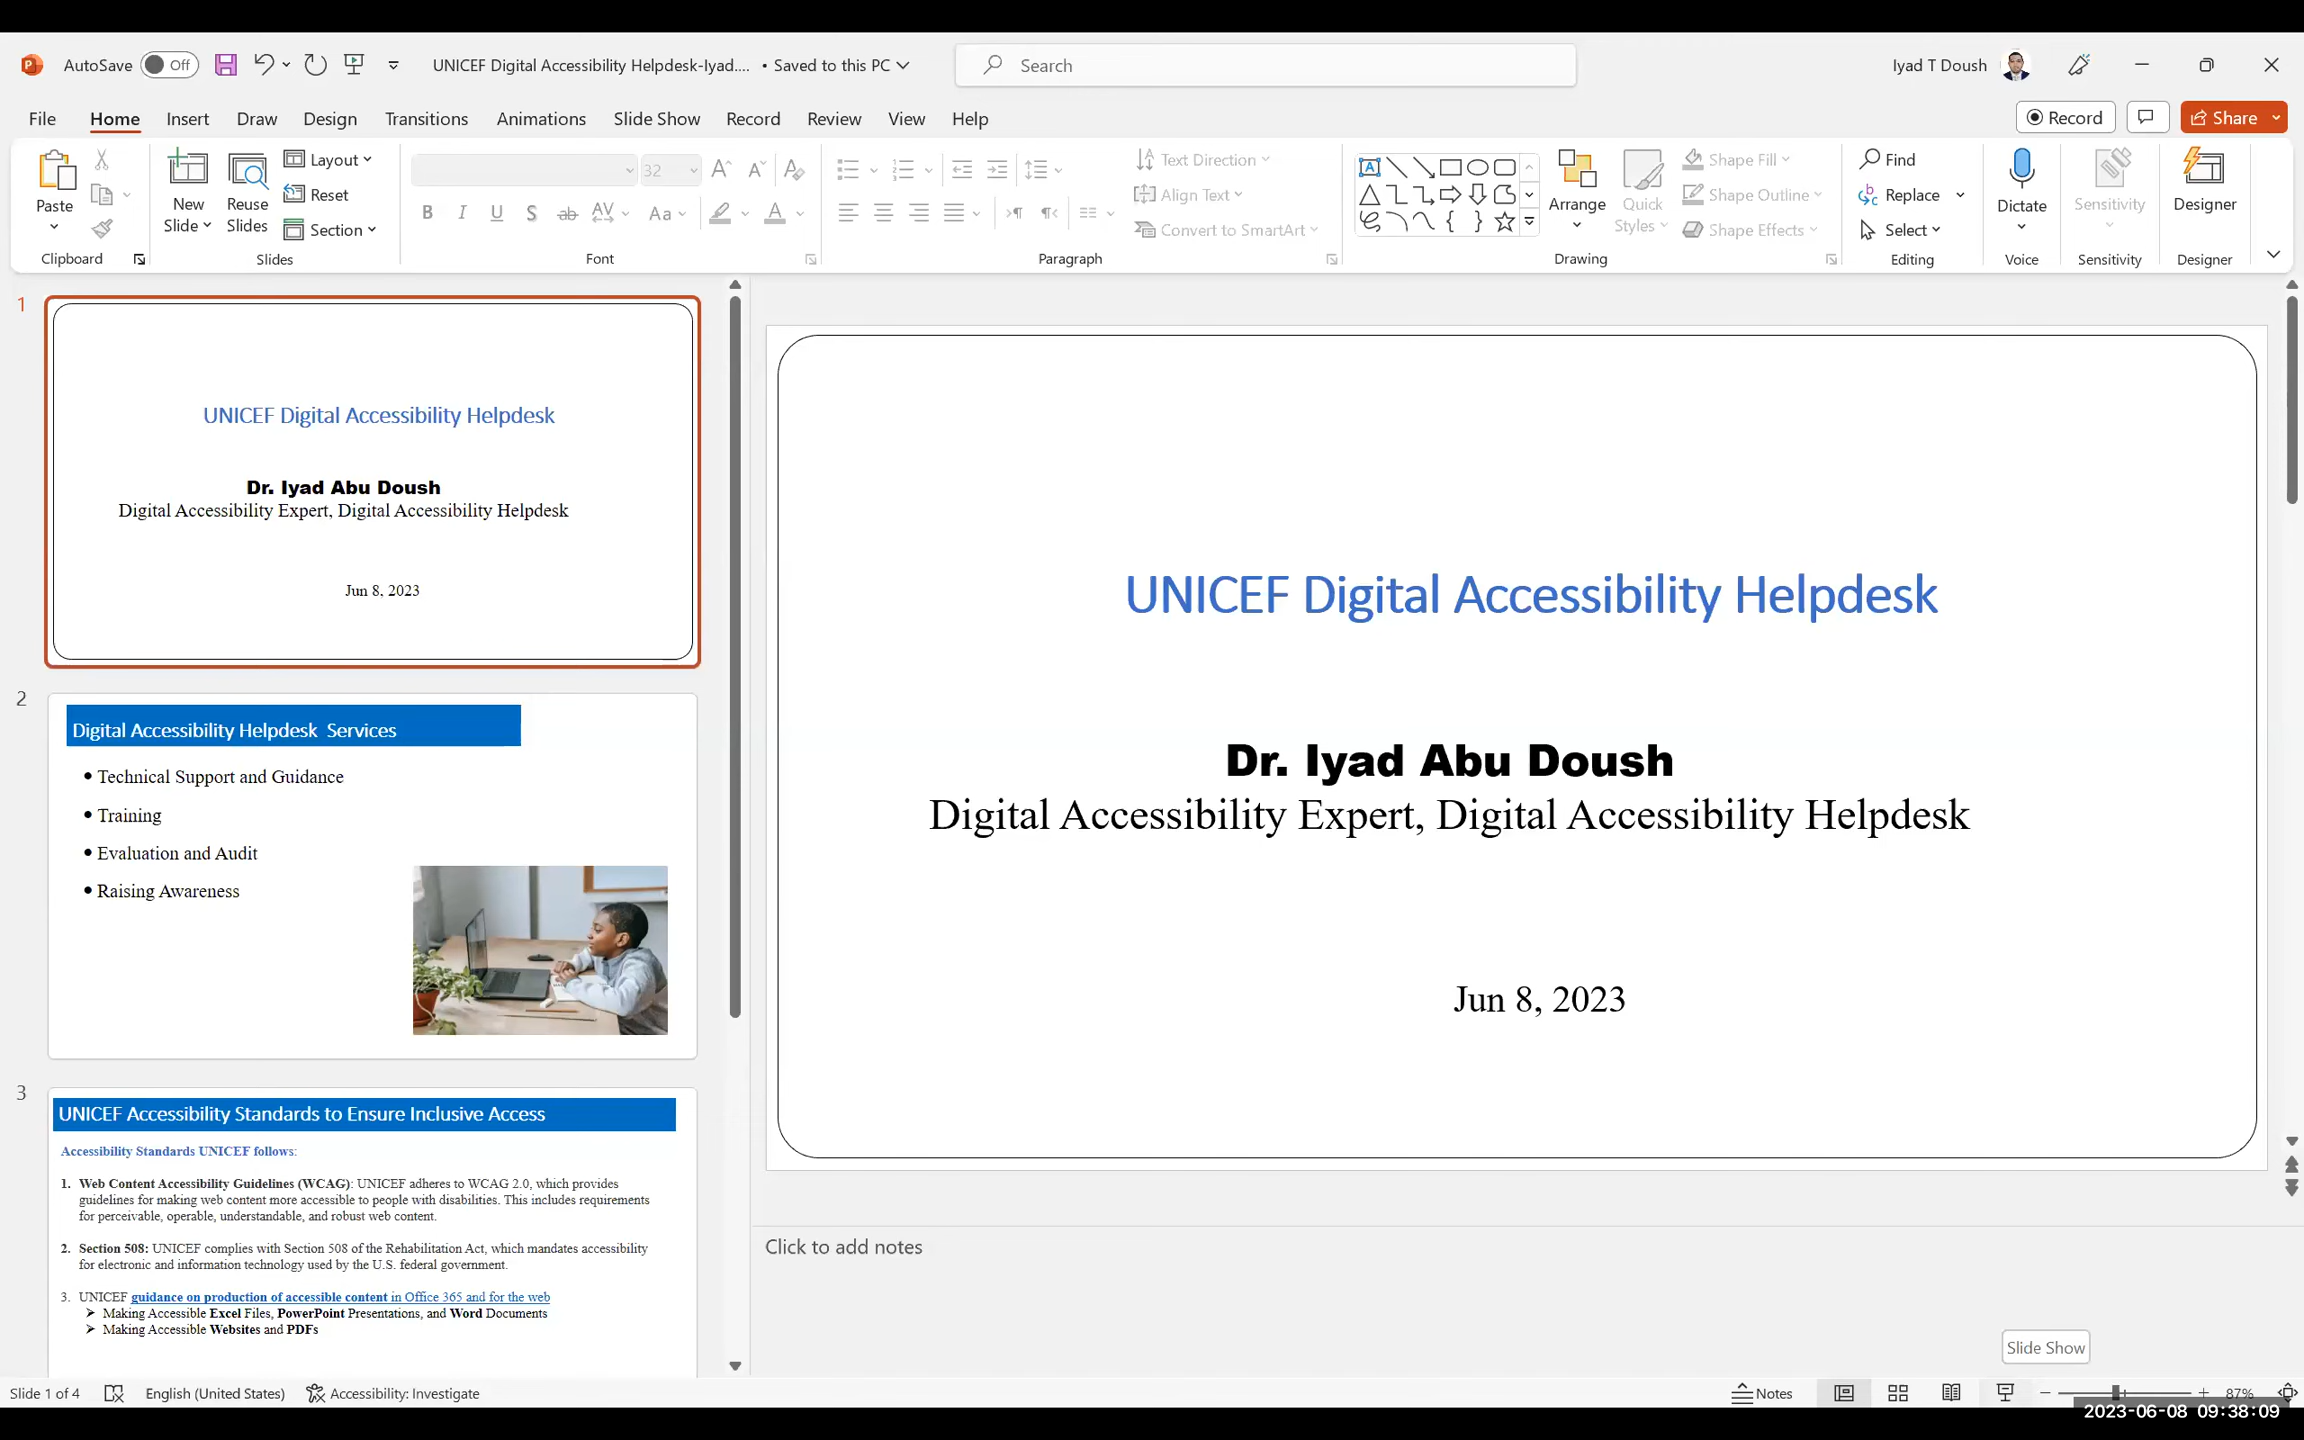 AutoSave Off UNICEF Digital Accessibility Helpdesk-Iyad.... • Saved to this PC Search Iyad T Doush
File Home Insert Draw Design Transitions Animations Slide Show Record Review View Help Record Share
Paste
Clipboard
New Slide
Reuse Slides
Layout
Reset
Section
Slides
32
B I U S ab AV Aa A
Font
Text Direction
Align Text
Convert to SmartArt
Paragraph
Arrange
Quick Styles
Shape Fill
Shape Outline
Shape Effects
Drawing
Find
Replace
Select
Editing
Dictate
Voice
Sensitivity
Sensitivity
Designer
Designer
1
UNICEF Digital Accessibility Helpdesk
Dr. Iyad Abu Doush
Digital Accessibility Expert, Digital Accessibility Helpdesk
Jun 8, 2023
2
Digital Accessibility Helpdesk Services
• Technical Support and Guidance
• Training
• Evaluation and Audit
• Raising Awareness
3
UNICEF Accessibility Standards to Ensure Inclusive Access
Accessibility Standards UNICEF follows:
1. Web Content Accessibility Guidelines (WCAG): UNICEF adheres to WCAG 2.0, which provides
guidelines for making web content more accessible to people with disabilities. This includes requirements
for perceivable, operable, understandable, and robust web content.
2. Section 508: UNICEF complies with Section 508 of the Rehabilitation Act, which mandates accessibility
for electronic and information technology used by the U.S. federal government.
3. UNICEF guidance on production of accessible content in Office 365 and for the web
➢ Making Accessible Excel Files, PowerPoint Presentations, and Word Documents
➢ Making Accessible Websites and PDFs
UNICEF Digital Accessibility Helpdesk
Dr. Iyad Abu Doush
Digital Accessibility Expert, Digital Accessibility Helpdesk
Jun 8, 2023
Click to add notes
Slide Show
Slide 1 of 4 English (United States) Accessibility: Investigate Notes 87%
2023-06-08 09:38:09